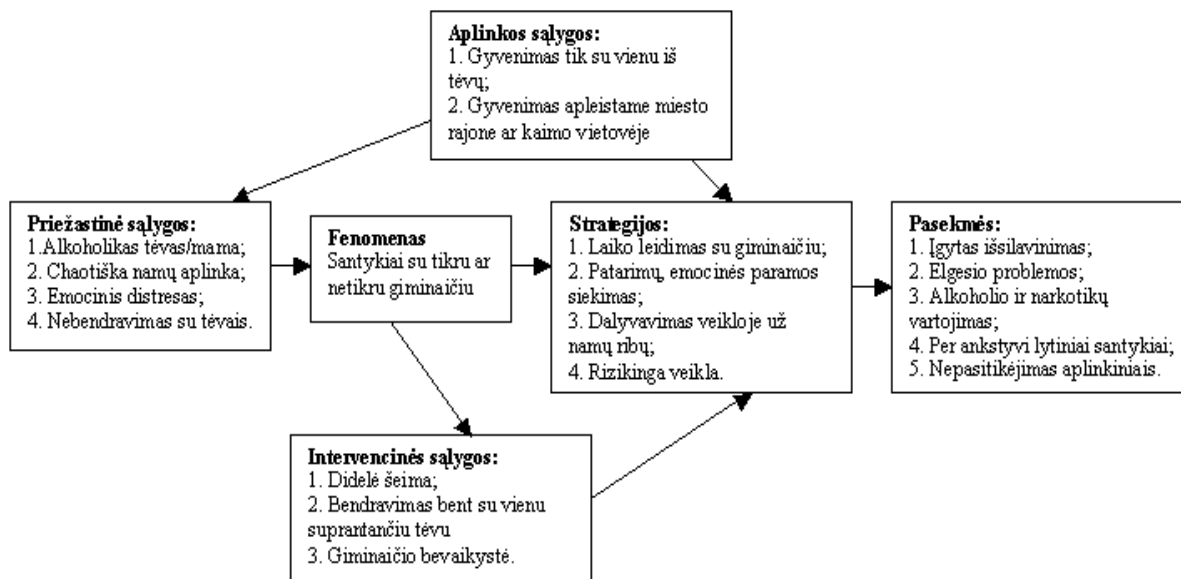 Aplinkos sąlygos:
1. Gyvenimas tik su vienu iš
tėvų;
2. Gyvenimas apleistame miesto
rajone ar kaimo vietovėje
Priežastinė sąlygos:
1.Alkoholikas tėvas/mama;
2. Chaotiška namų aplinka;
3. Emocinis distresas;
4. Nebendravimas su tėvais.
Fenomenas
Santykiai su tikru ar
netikru giminaičiu
Strategijos:
1. Laiko leidimas su giminaičiu;
2. Patarimų, emocinės paramos
siekimas;
3. Dalyvavimas veikloje už
namų ribų;
4. Rizikinga veikla.
Pasekmės:
1. Įgytas išsilavinimas;
2. Elgesio problemos;
3. Alkoholio ir narkotikų
vartojimas;
4. Per ankstyvi lytiniai santykiai;
5. Nepasitikėjimas aplinkiniais.
Intervencinės sąlygos:
1. Didelė šeima;
2. Bendravimas bent su vienu
suprantančiu tėvu
3. Giminaičio bevaikystė.